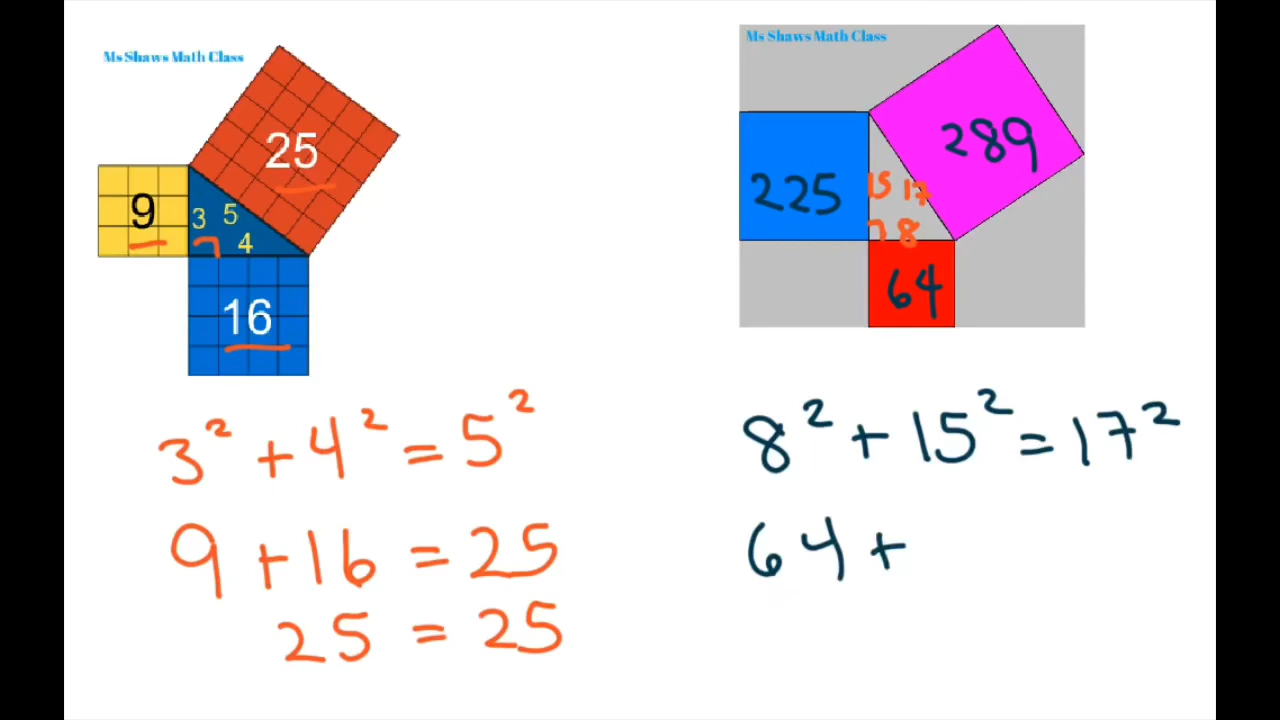 Ms Shaws Math Class
25
9
3 5
4
16
3² + 4² = 5²
9 + 16 = 25
25 = 25
Ms Shaws Math Class
289
225
15 17
8
64
8² + 15² = 17²
64 +